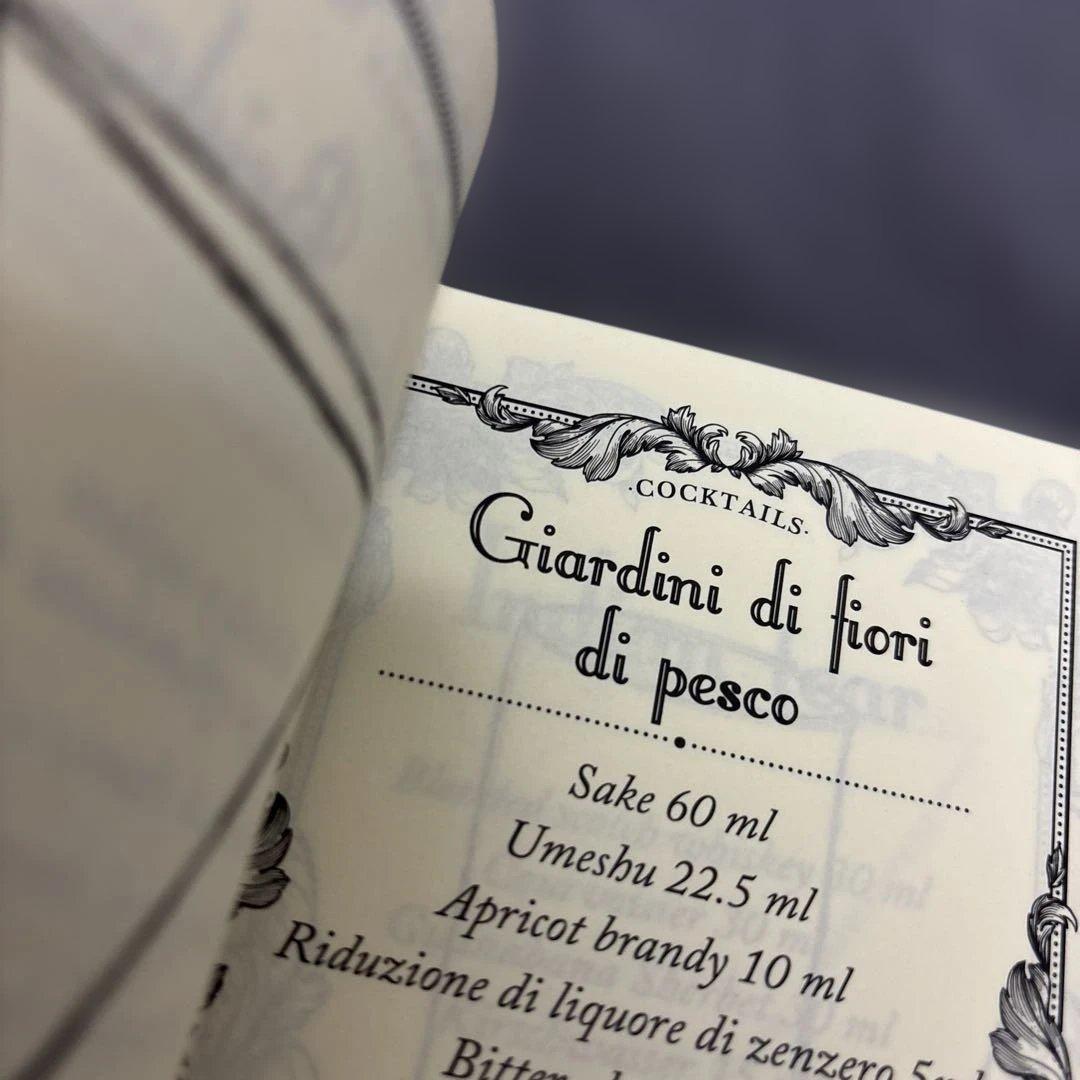 ·COCKTAILS·
Giardini di fiori
di pesco
Sake 60 ml
Umeshu 22.5 ml
Apricot brandy 10 ml
Riduzione di liquore di zenzero 5ml